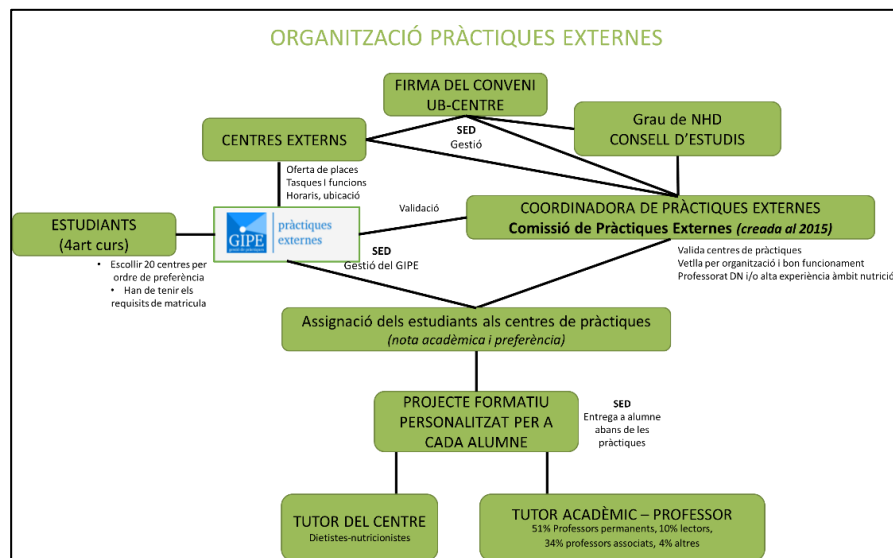 ORGANITZACIÓ PRÀCTIQUES EXTERNES
FIRMA DEL CONVENI
UB-CENTRE
Grau de NHD
CONSELL D'ESTUDIS
SED
Gestió
CENTRES EXTERNS
Oferta de places
Tasques I funcions
Horaris, ubicació
ESTUDIANTS
(4art curs)
GIPE
pràctiques
externes
Validació
COORDINADORA DE PRÀCTIQUES EXTERNES
Comissió de Pràctiques Externes (creada al 2015)
• Escollir 20 centres per
ordre de preferència
• Han de tenir els
requisits de matricula
SED
Gestió del GIPE
Valida centres de pràctiques
Vetlla per organització i bon funcionament
Professorat DN i/o alta experiència àmbit nutrició
Assignació dels estudiants als centres de pràctiques
(nota acadèmica i preferència)
PROJECTE FORMATIU
PERSONALITZAT PER A
CADA ALUMNE
SED
Entrega a alumne
abans de les
pràctiques
TUTOR DEL CENTRE
Dietistes-nutricionistes
TUTOR ACADÈMIC – PROFESSOR
51% Professors permanents, 10% lectors,
34% professors associats, 4% altres